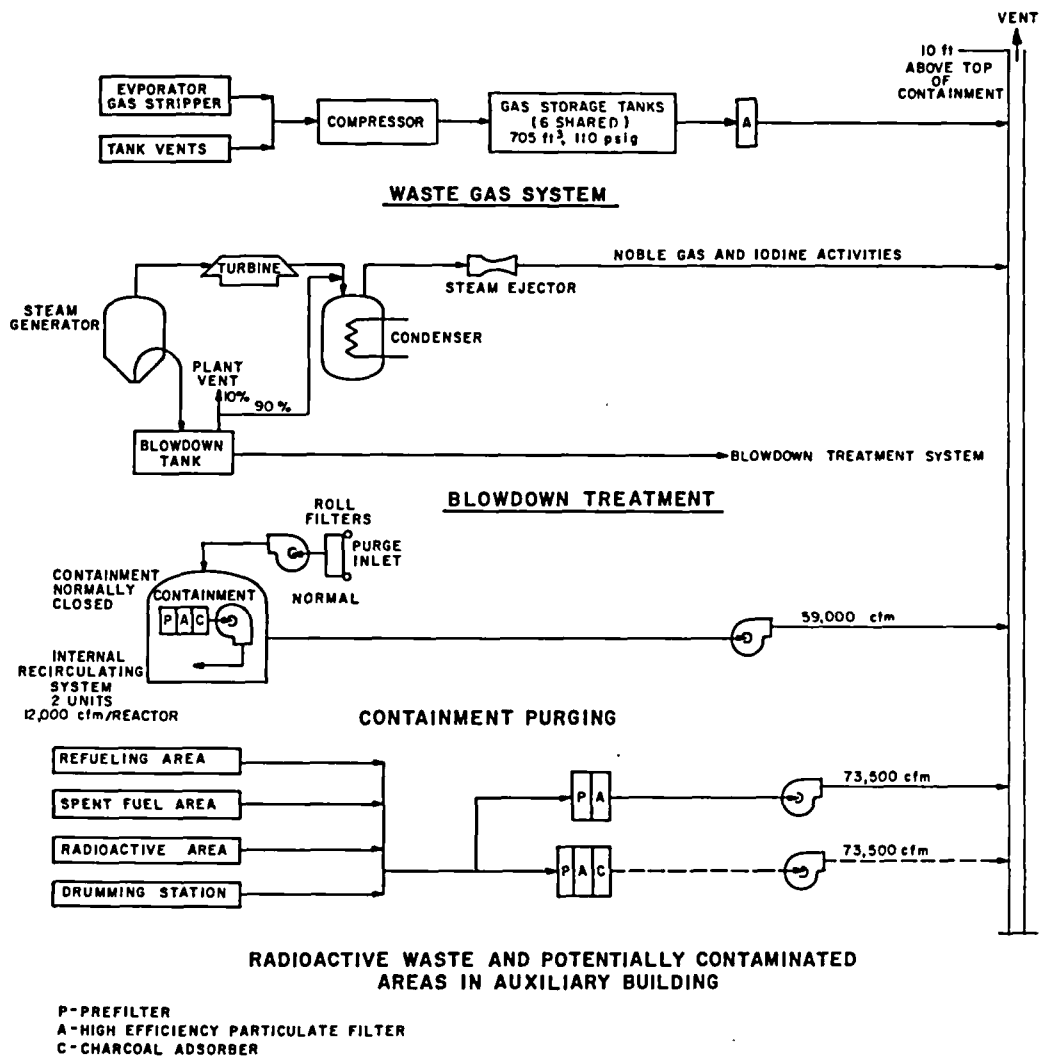 VENT
10 ft
ABOVE TOP
OF
CONTAINMENT
EVPORATOR
GAS STRIPPER
TANK VENTS
COMPRESSOR
GAS STORAGE TANKS
(6 SHARED)
705 ft³, 110 psig
A
WASTE GAS SYSTEM
TURBINE
NOBLE GAS AND IODINE ACTIVITIES
STEAM EJECTOR
STEAM
GENERATOR
CONDENSER
PLANT
VENT
10%
90%
BLOWDOWN
TANK
BLOWDOWN TREATMENT SYSTEM
BLOWDOWN TREATMENT
ROLL
FILTERS
PURGE
INLET
NORMAL
CONTAINMENT
NORMALLY
CLOSED
CONTAINMENT
P A C
59,000 cfm
INTERNAL
RECIRCULATING
SYSTEM
2 UNITS
12,000 cfm/REACTOR
CONTAINMENT PURGING
REFUELING AREA
SPENT FUEL AREA
RADIOACTIVE AREA
DRUMMING STATION
P A
73,500 cfm
P A C
73,500 cfm
RADIOACTIVE WASTE AND POTENTIALLY CONTAMINATED
AREAS IN AUXILIARY BUILDING
P-PREFILTER
A-HIGH EFFICIENCY PARTICULATE FILTER
C-CHARCOAL ADSORBER